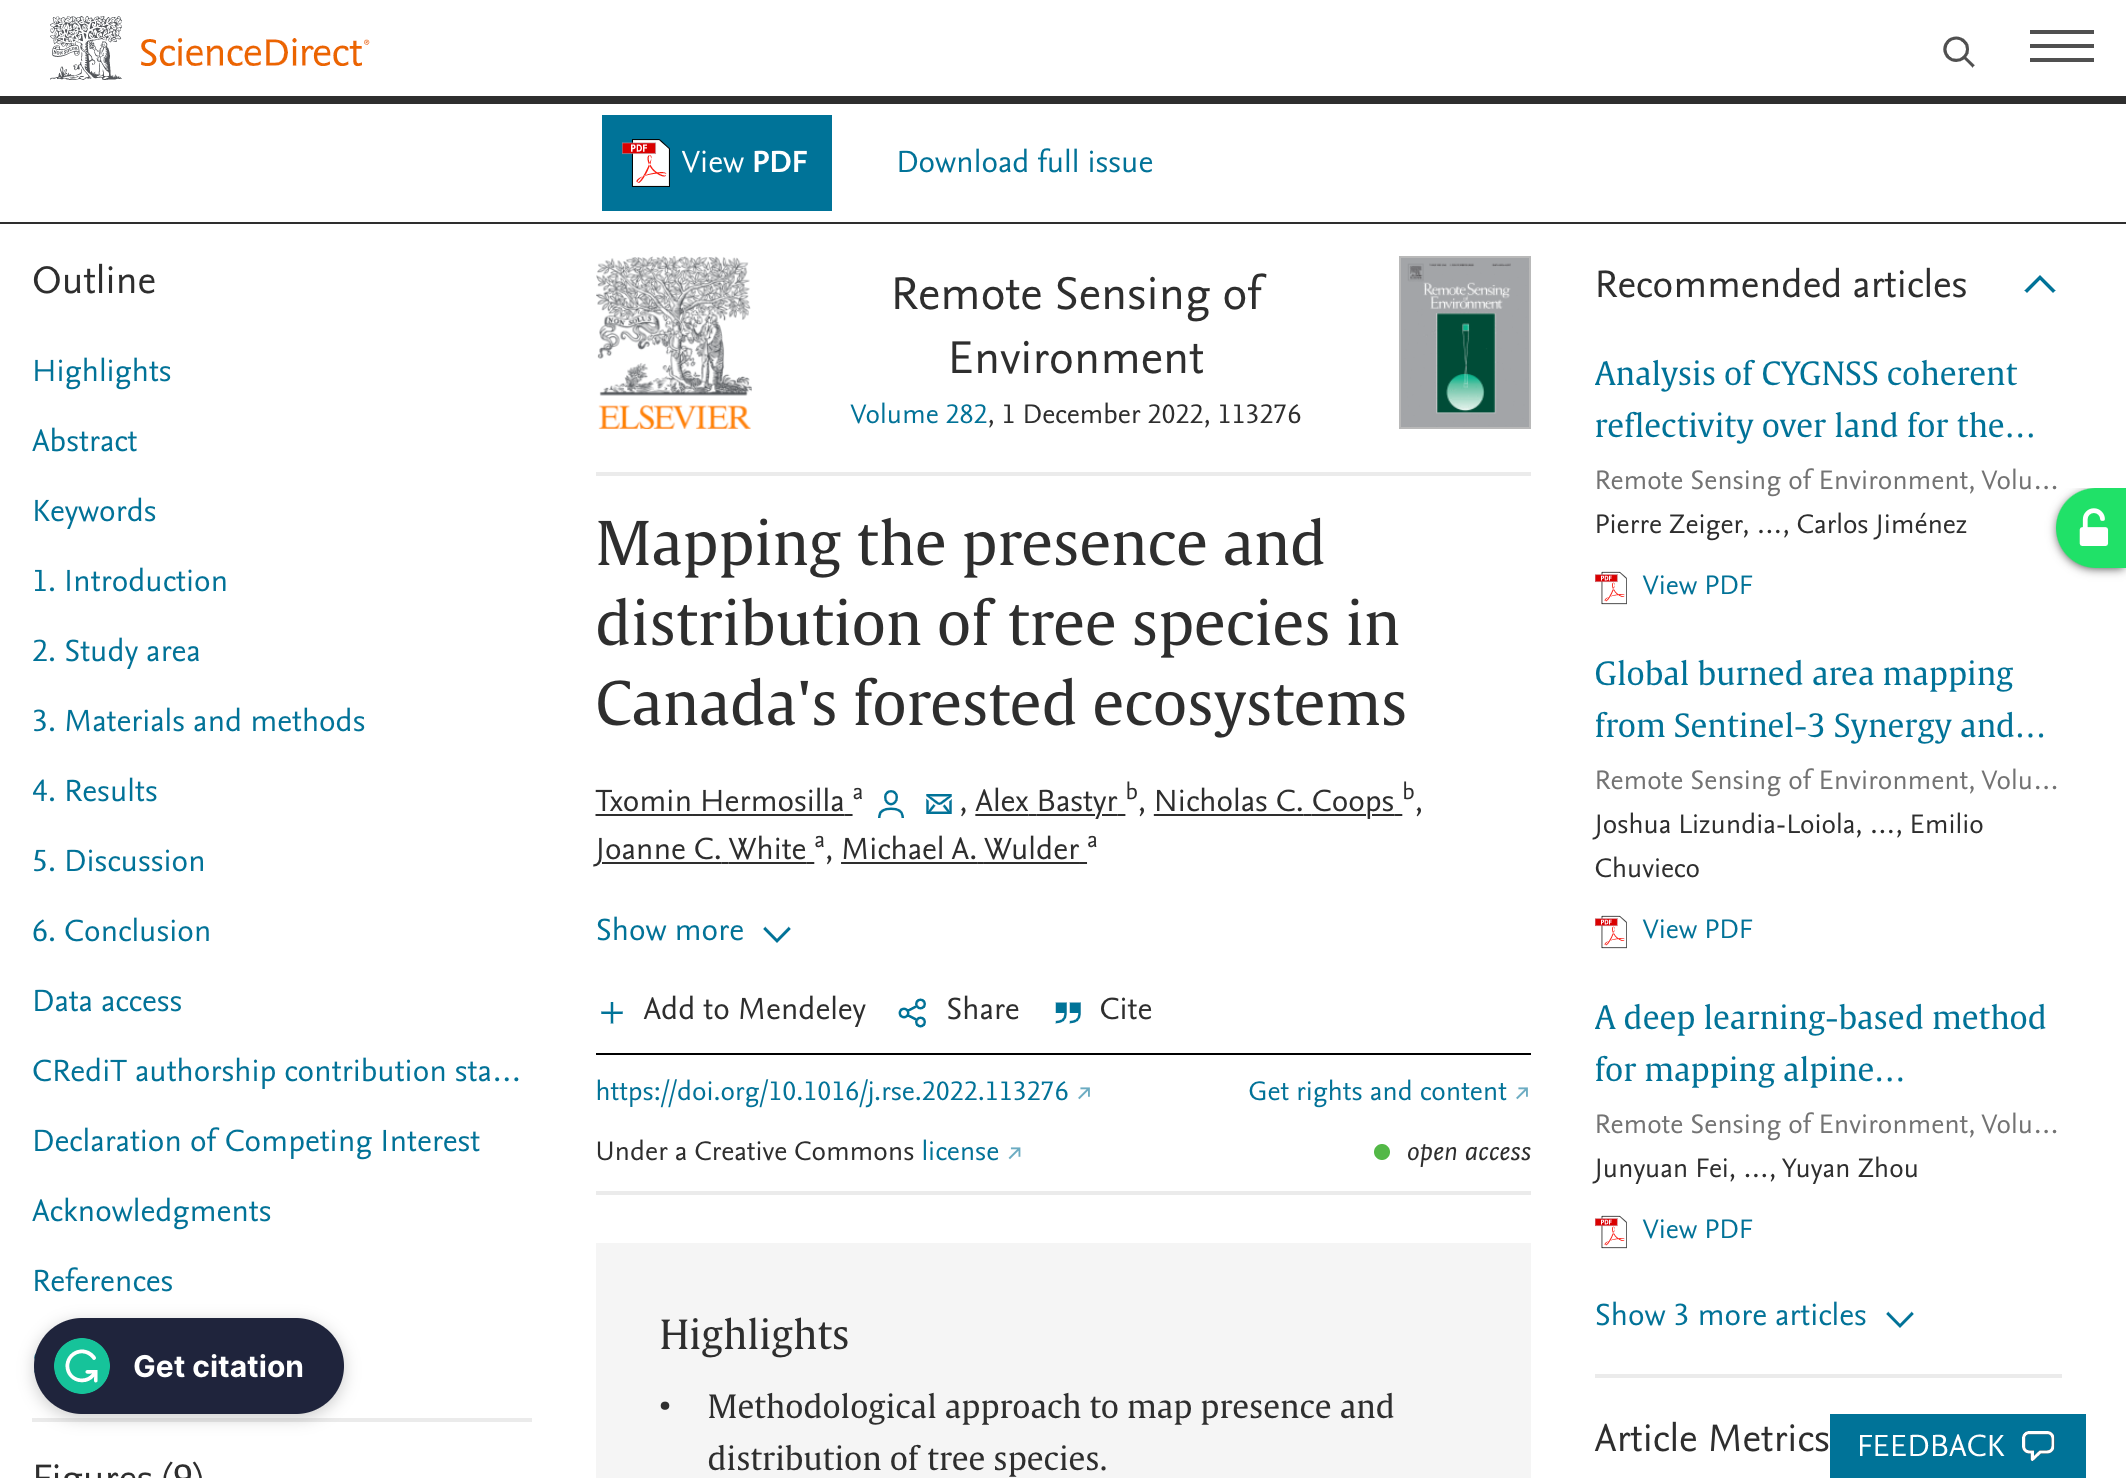 ScienceDirect
View PDF
Download full issue
Outline
Highlights
Abstract
Keywords
1. Introduction
2. Study area
3. Materials and methods
4. Results
5. Discussion
6. Conclusion
Data access
CRediT authorship contribution sta…
Declaration of Competing Interest
Acknowledgments
References
Get citation
Figures (9)
ELSEVIER
Remote Sensing of
Environment
Volume 282, 1 December 2022, 113276
Remote Sensing
Environment
Mapping the presence and
distribution of tree species in
Canada's forested ecosystems
Txomin Hermosilla a, Alex Bastyr b, Nicholas C. Coops b,
Joanne C. White a, Michael A. Wulder a
Show more
Add to Mendeley Share Cite
https://doi.org/10.1016/j.rse.2022.113276 Get rights and content
Under a Creative Commons license open access
Highlights
• Methodological approach to map presence and
distribution of tree species.
Recommended articles
Analysis of CYGNSS coherent
reflectivity over land for the…
Remote Sensing of Environment, Volu…
Pierre Zeiger, …, Carlos Jiménez
PDF View PDF
Global burned area mapping
from Sentinel-3 Synergy and…
Remote Sensing of Environment, Volu…
Joshua Lizundia-Loiola, …, Emilio
Chuvieco
PDF View PDF
A deep learning-based method
for mapping alpine…
Remote Sensing of Environment, Volu…
Junyuan Fei, …, Yuyan Zhou
PDF View PDF
Show 3 more articles
Article Metrics
FEEDBACK